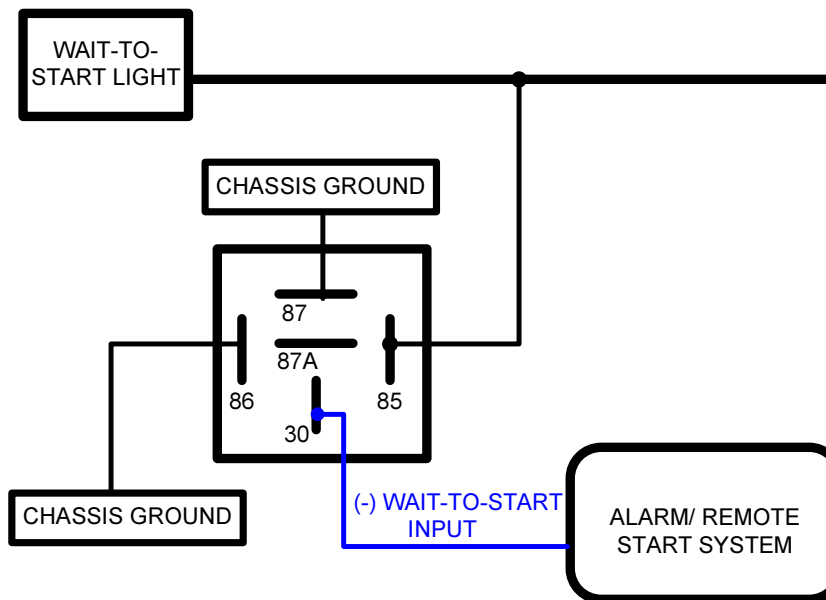 WAIT-TO-
START LIGHT
CHASSIS GROUND
87
87A
86
85
30
CHASSIS GROUND
(-) WAIT-TO-START
INPUT
ALARM/ REMOTE
START SYSTEM